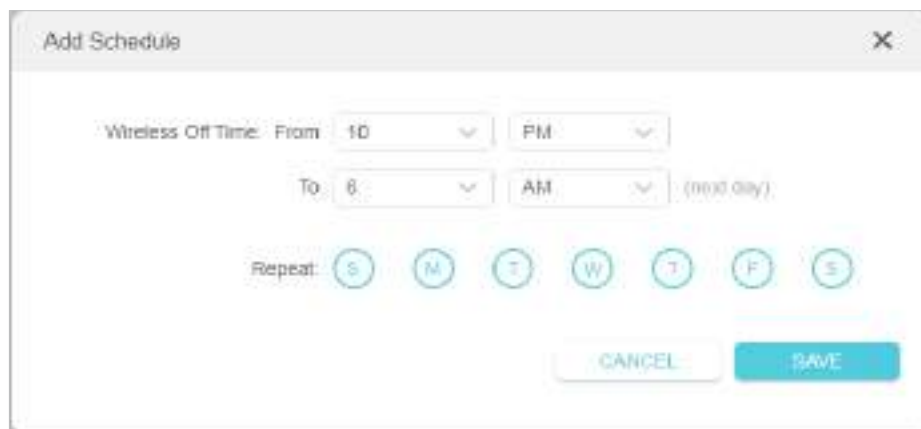 Add Schedule
Wireless Off Time: From 10 PM
To 6 AM (next day)
Repeat: S M T W T F S
CANCEL SAVE